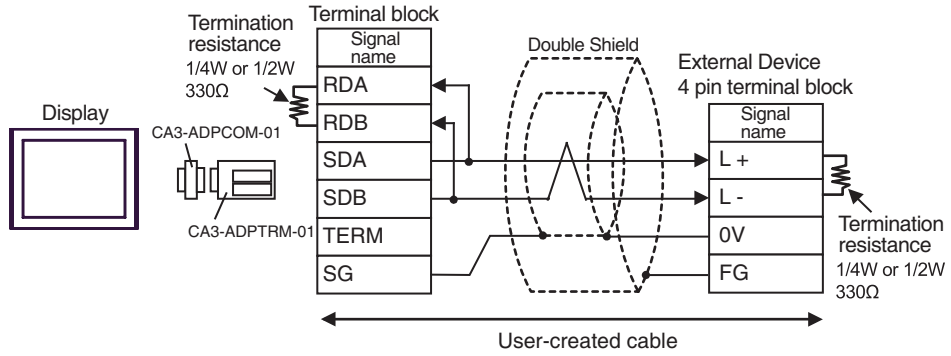 Display
CA3-ADPCOM-01
CA3-ADPTRM-01
Termination
resistance
1/4W or 1/2W
330Ω
Terminal block
Signal
name
RDA
RDB
SDA
SDB
TERM
SG
Double Shield
External Device
4 pin terminal block
Signal
name
L +
L -
0V
FG
Termination
resistance
1/4W or 1/2W
330Ω
User-created cable